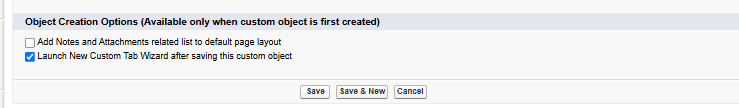 Object Creation Options (Available only when custom object is first created)
Add Notes and Attachments related list to default page layout
Launch New Custom Tab Wizard after saving this custom object
Save Save & New Cancel